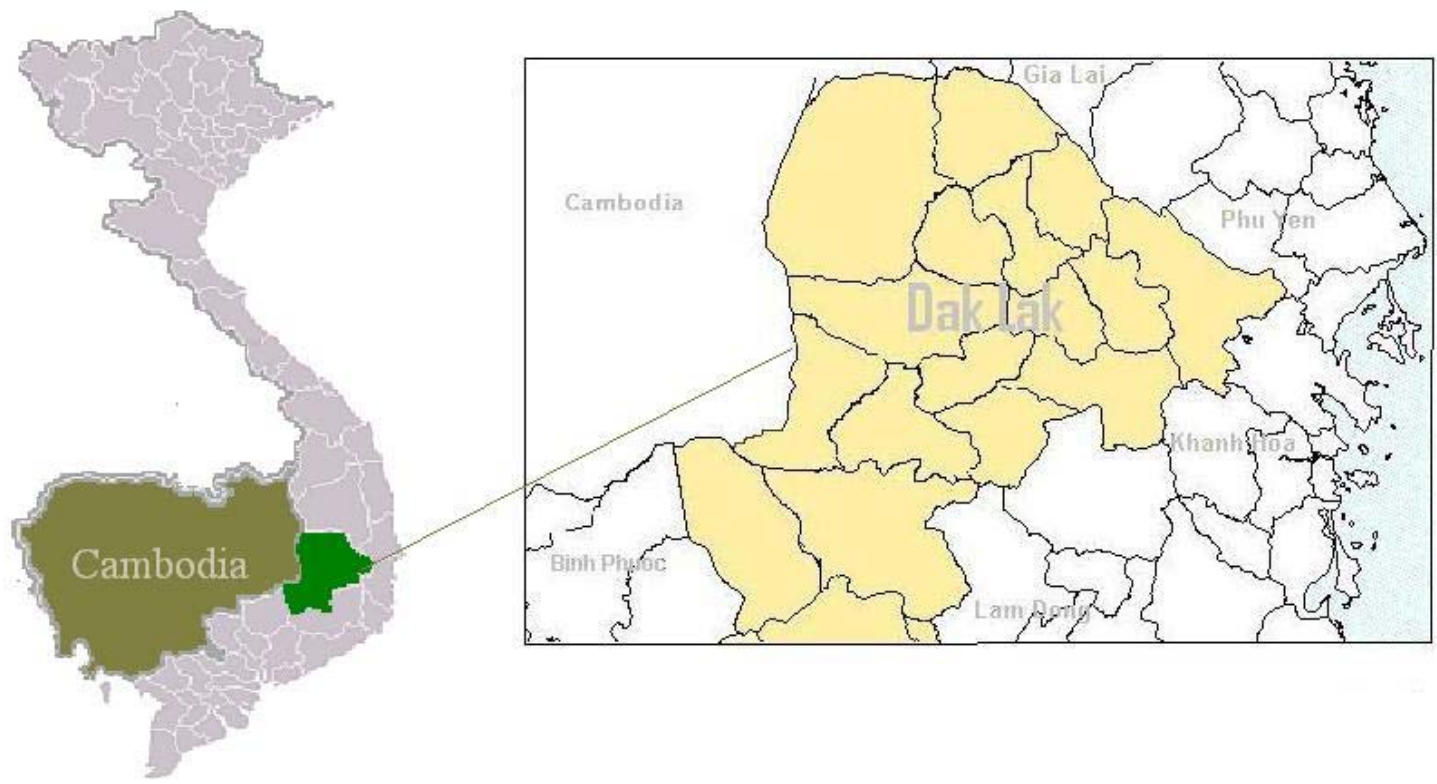 Cambodia
Gia Lai
Cambodia
Phu Yen
Dak Lak
Khanh Hoa
Binh Phuoc
Lam Dong